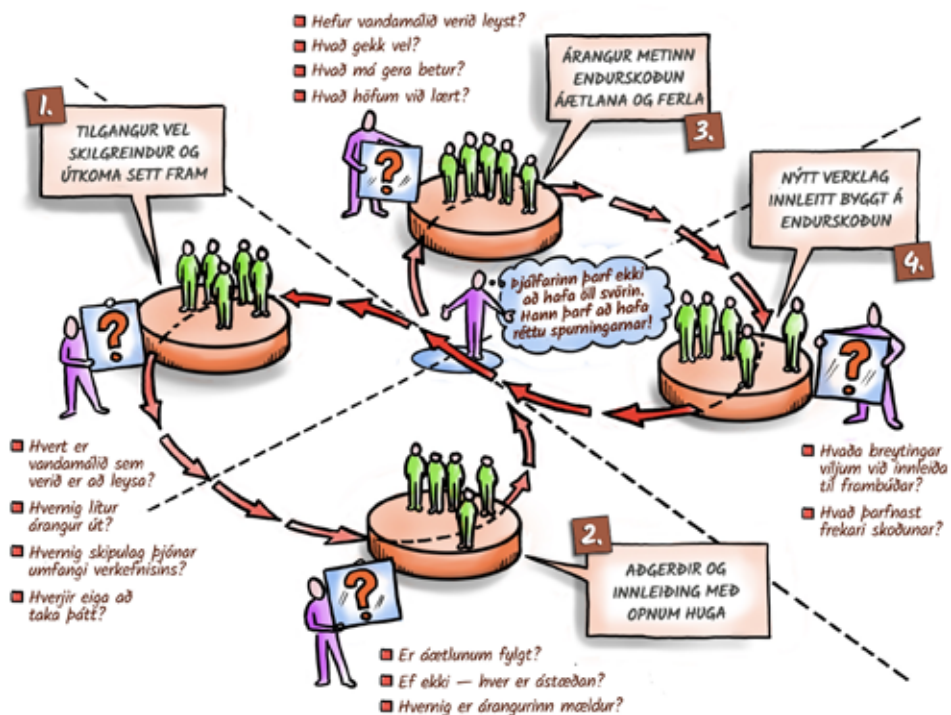 1.
TILGANGUR VEL
SKILGREINDUR OG
ÚTKOMA SETT FRAM
Hvert er
vandamálið sem
verið er að leysa?
Hvernig lítur
árangur út?
Hvernig skipulag þjónar
umfangi verkefnisins?
Hverjir eiga að
taka þátt?
2.
AÐGERÐIR OG
INNLEIÐING MEÐ
OPNUM HUGA
Er áætlunum fylgt?
Ef ekki — hver er ástæðan?
Hvernig er árangurinn mældur?
Hefur vandamálið verið leyst?
Hvað gekk vel?
Hvað má gera betur?
Hvað höfum við lært?
ÁRANGUR METINN
ENDURSKOÐUN
ÁÆTLANA OG FERLA
3.
NÝTT VERKLAG
INNLEITT BYGGT Á
ENDURSKOÐUN
4.
Hvaða breytingar
viljum við innleiða
til frambúðar?
Hvað þarfnast
frekari skoðunar?
Þjálfarinn þarf ekki
að hafa öll svörin.
Hann þarf að hafa
réttu spurningarnar!
?
?
?
?